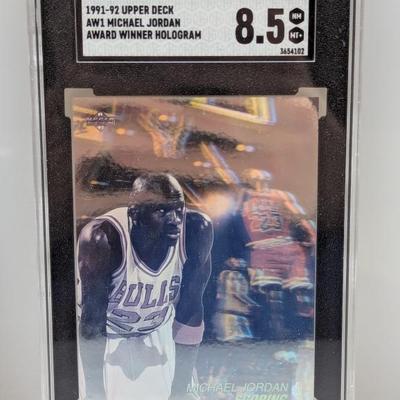 1991-92 UPPER DECK
AW1 MICHAEL JORDAN
AWARD WINNER HOLOGRAM
8.5
NM
MT+
3654102
BULLS
23
MICHAEL JORDAN
SCORING